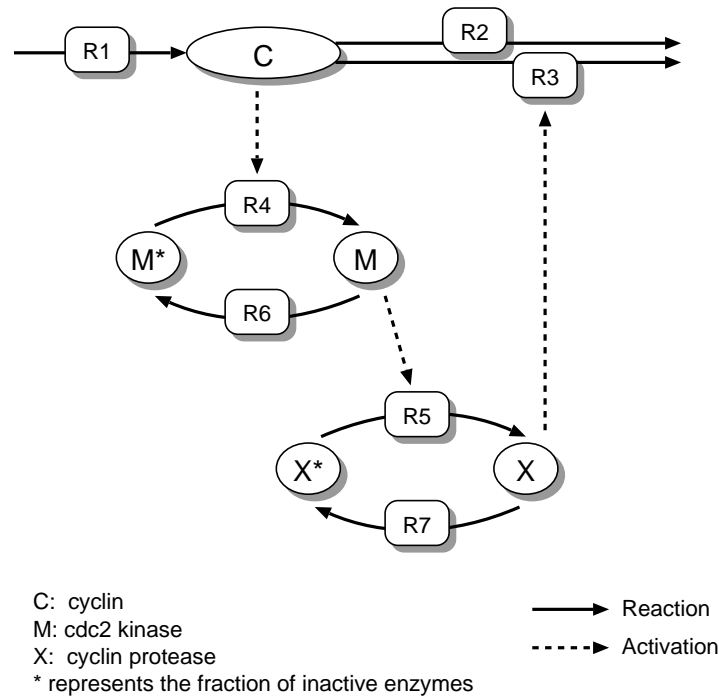 R1
C
R2
R3
R4
M*
M
R6
R5
X*
X
R7
C: cyclin
M: cdc2 kinase
X: cyclin protease
* represents the fraction of inactive enzymes
Reaction
Activation